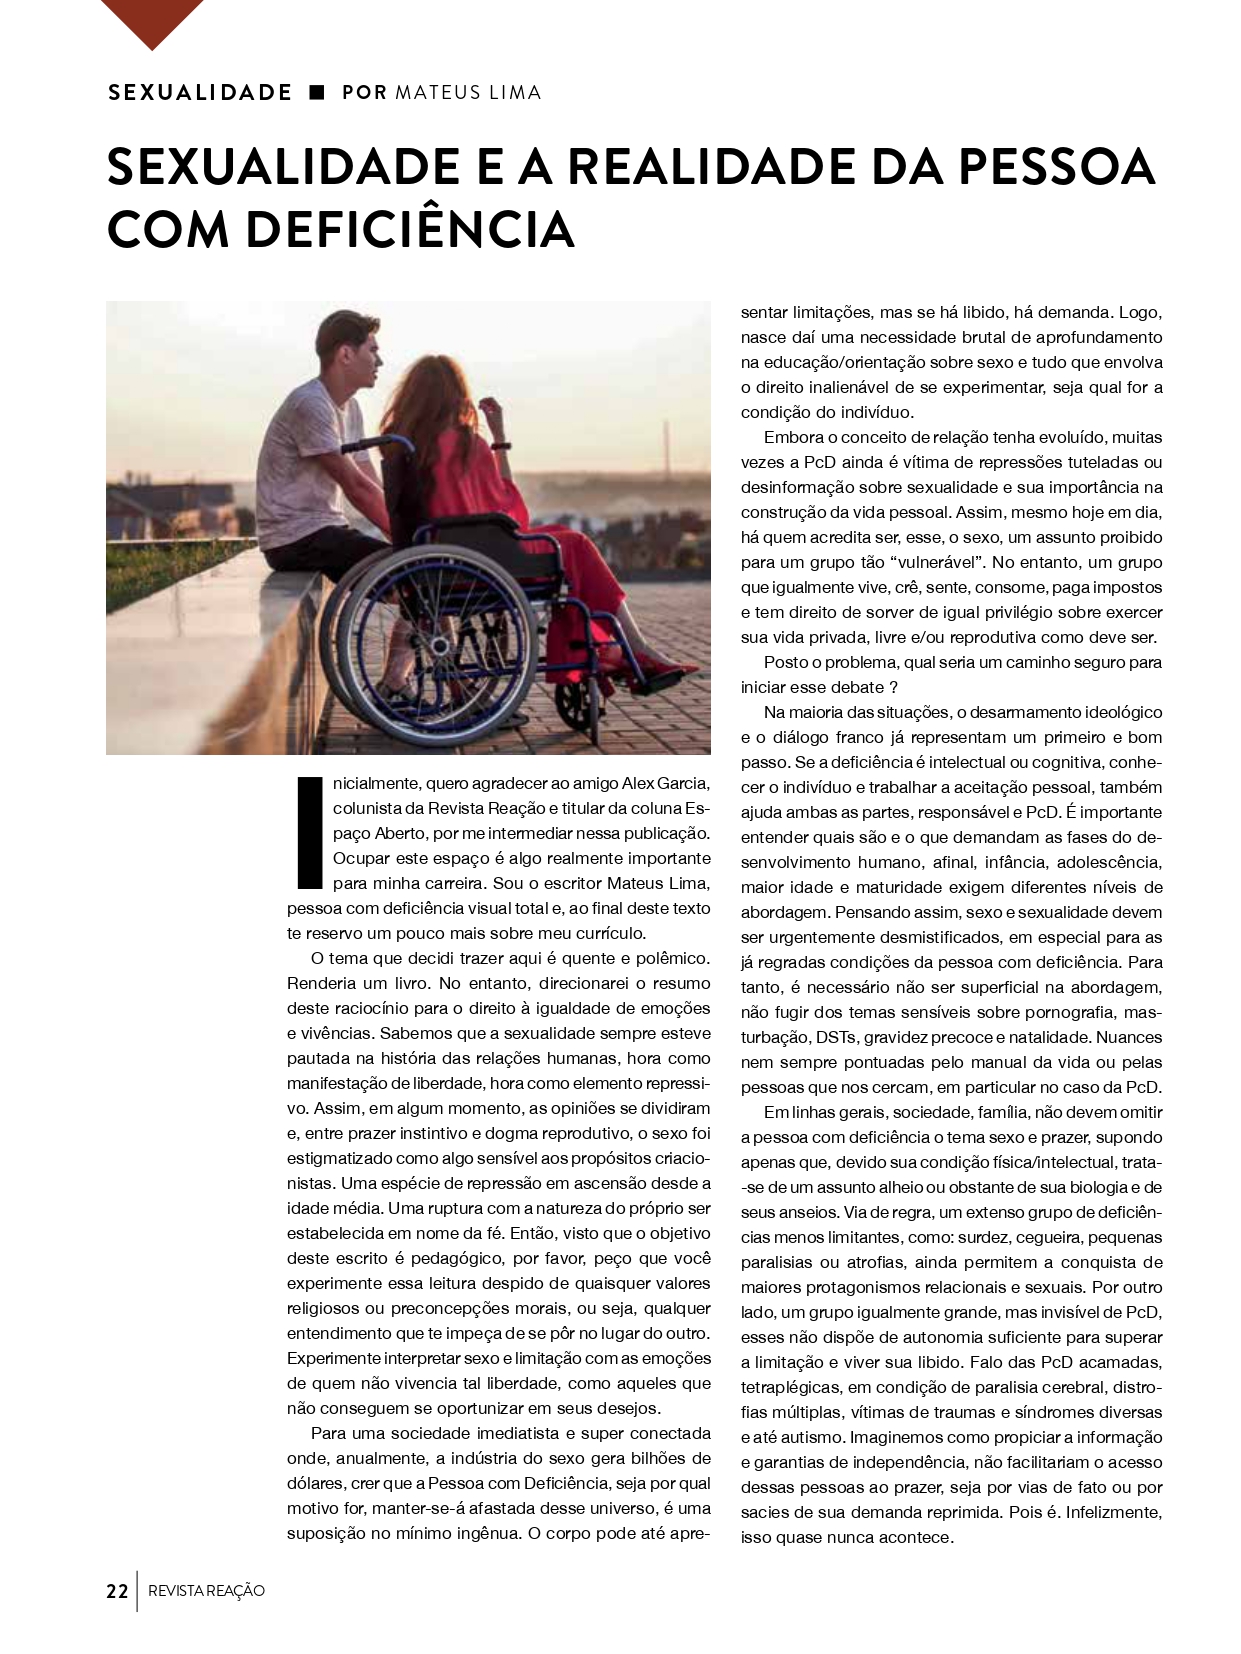 SEXUALIDADE ■ POR MATEUS LIMA
SEXUALIDADE E A REALIDADE DA PESSOA
COM DEFICIÊNCIA
Inicialmente, quero agradecer ao amigo Alex Garcia,
colunista da Revista Reação e titular da coluna Es-
paço Aberto, por me intermediar nessa publicação.
Ocupar este espaço é algo realmente importante
para minha carreira. Sou o escritor Mateus Lima,
pessoa com deficiência visual total e, ao final deste texto
te reservo um pouco mais sobre meu currículo.
O tema que decidi trazer aqui é quente e polêmico.
Renderia um livro. No entanto, direcionarei o resumo
deste raciocínio para o direito à igualdade de emoções
e vivências. Sabemos que a sexualidade sempre esteve
pautada na história das relações humanas, hora como
manifestação de liberdade, hora como elemento repressi-
vo. Assim, em algum momento, as opiniões se dividiram
e, entre prazer instintivo e dogma reprodutivo, o sexo foi
estigmatizado como algo sensível aos propósitos criacio-
nistas. Uma espécie de repressão em ascensão desde a
idade média. Uma ruptura com a natureza do próprio ser
estabelecida em nome da fé. Então, visto que o objetivo
deste escrito é pedagógico, por favor, peço que você
experimente essa leitura despido de quaisquer valores
religiosos ou preconcepções morais, ou seja, qualquer
entendimento que te impeça de se pôr no lugar do outro.
Experimente interpretar sexo e limitação com as emoções
de quem não vivencia tal liberdade, como aqueles que
não conseguem se oportunizar em seus desejos.
Para uma sociedade imediatista e super conectada
onde, anualmente, a indústria do sexo gera bilhões de
dólares, crer que a Pessoa com Deficiência, seja por qual
motivo for, manter-se-á afastada desse universo, é uma
suposição no mínimo ingênua. O corpo pode até apre-
sentar limitações, mas se há libido, há demanda. Logo,
nasce daí uma necessidade brutal de aprofundamento
na educação/orientação sobre sexo e tudo que envolva
o direito inalienável de se experimentar, seja qual for a
condição do indivíduo.
Embora o conceito de relação tenha evoluído, muitas
vezes a PcD ainda é vítima de repressões tuteladas ou
desinformação sobre sexualidade e sua importância na
construção da vida pessoal. Assim, mesmo hoje em dia,
há quem acredita ser, esse, o sexo, um assunto proibido
para um grupo tão “vulnerável”. No entanto, um grupo
que igualmente vive, crê, sente, consome, paga impostos
e tem direito de sorver de igual privilégio sobre exercer
sua vida privada, livre e/ou reprodutiva como deve ser.
Posto o problema, qual seria um caminho seguro para
iniciar esse debate ?
Na maioria das situações, o desarmamento ideológico
e o diálogo franco já representam um primeiro e bom
passo. Se a deficiência é intelectual ou cognitiva, conhe-
cer o indivíduo e trabalhar a aceitação pessoal, também
ajuda ambas as partes, responsável e PcD. É importante
entender quais são e o que demandam as fases do de-
senvolvimento humano, afinal, infância, adolescência,
maior idade e maturidade exigem diferentes níveis de
abordagem. Pensando assim, sexo e sexualidade devem
ser urgentemente desmistificados, em especial para as
já regradas condições da pessoa com deficiência. Para
tanto, é necessário não ser superficial na abordagem,
não fugir dos temas sensíveis sobre pornografia, mas-
turbação, DSTs, gravidez precoce e natalidade. Nuances
nem sempre pontuadas pelo manual da vida ou pelas
pessoas que nos cercam, em particular no caso da PcD.
Em linhas gerais, sociedade, família, não devem omitir
a pessoa com deficiência o tema sexo e prazer, supondo
apenas que, devido sua condição física/intelectual, trata-
-se de um assunto alheio ou obstante de sua biologia e de
seus anseios. Via de regra, um extenso grupo de deficiên-
cias menos limitantes, como: surdez, cegueira, pequenas
paralisias ou atrofias, ainda permitem a conquista de
maiores protagonismos relacionais e sexuais. Por outro
lado, um grupo igualmente grande, mas invisível de PcD,
esses não dispõe de autonomia suficiente para superar
a limitação e viver sua libido. Falo das PcD acamadas,
tetraplégicas, em condição de paralisia cerebral, distro-
fias múltiplas, vítimas de traumas e síndromes diversas
e até autismo. Imaginemos como propiciar a informação
e garantias de independência, não facilitariam o acesso
dessas pessoas ao prazer, seja por vias de fato ou por
sacies de sua demanda reprimida. Pois é. Infelizmente,
isso quase nunca acontece.
22 REVISTA REAÇÃO